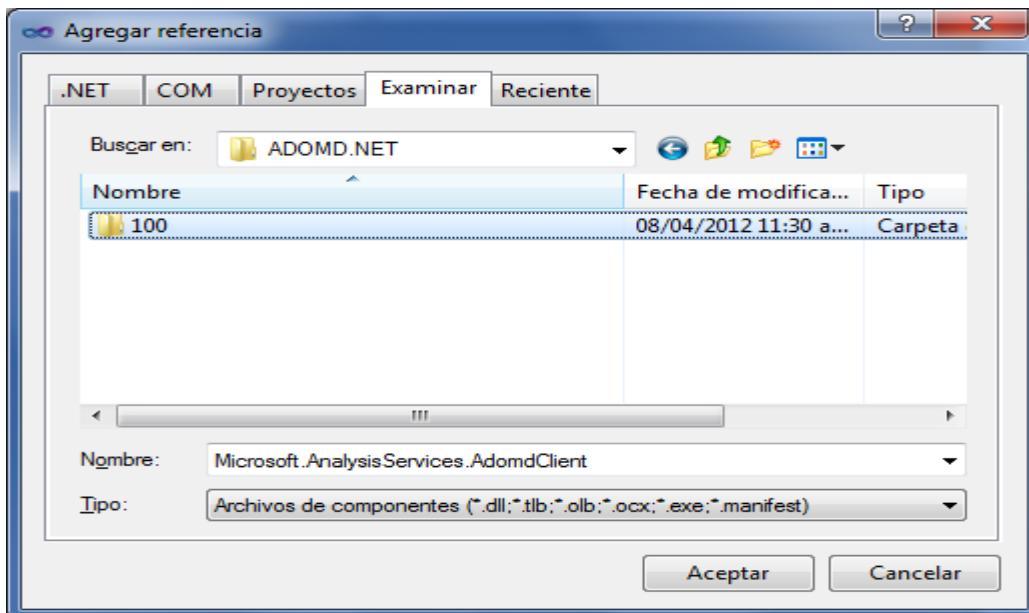 Agregar referencia
.NET COM Proyectos Examinar Reciente
Buscar en: ADOMD.NET
Nombre Fecha de modifica... Tipo
100 08/04/2012 11:30 a... Carpeta
Nombre: Microsoft.AnalysisServices.AdomdClient
Tipo: Archivos de componentes (*.dll;*.tlb;*.olb;*.ocx;*.exe;*.manifest)
Aceptar Cancelar